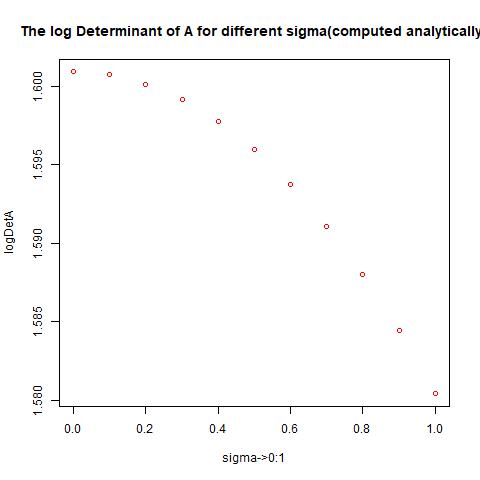 The log Determinant of A for different sigma(computed analytically
1.600
1.595
1.590
1.585
1.580
logDetA
0.0 0.2 0.4 0.6 0.8 1.0
sigma->0:1